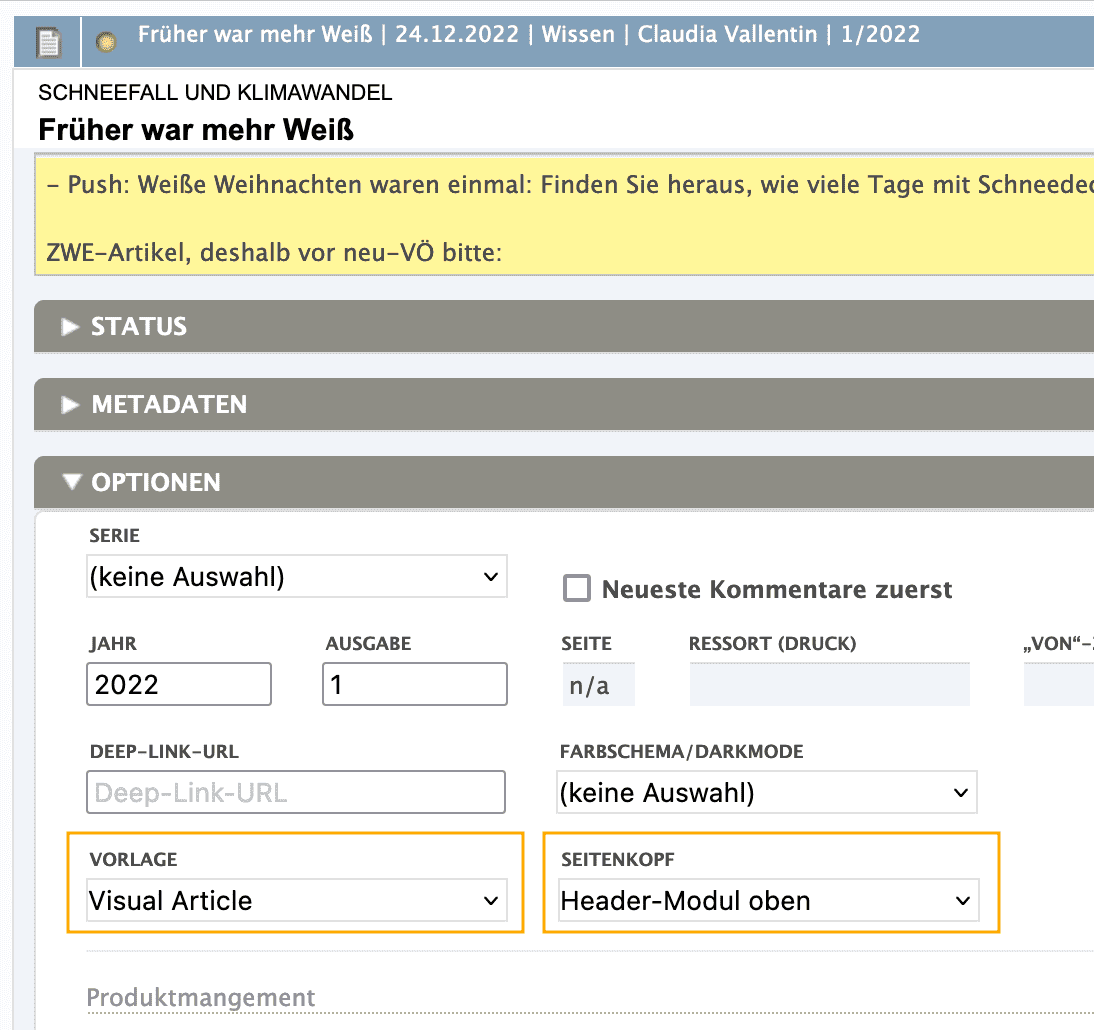 Früher war mehr Weiß | 24.12.2022 | Wissen | Claudia Vallentin | 1/2022
SCHNEEFALL UND KLIMAWANDEL
Früher war mehr Weiß
– Push: Weiße Weihnachten waren einmal: Finden Sie heraus, wie viele Tage mit
ZWE-Artikel, deshalb vor neu-VÖ bitte:
STATUS
METADATEN
OPTIONEN
SERIE
(keine Auswahl)
Neueste Kommentare zuerst
JAHR AUSGABE SEITE RESSORT (DRUCK) „VON“-
2022 1 n/a
DEEP-LINK-URL FARBSCHEMA/DARKMODE
Deep-Link-URL (keine Auswahl)
VORLAGE SEITENKOPF
Visual Article Header-Modul oben
Produktmangement